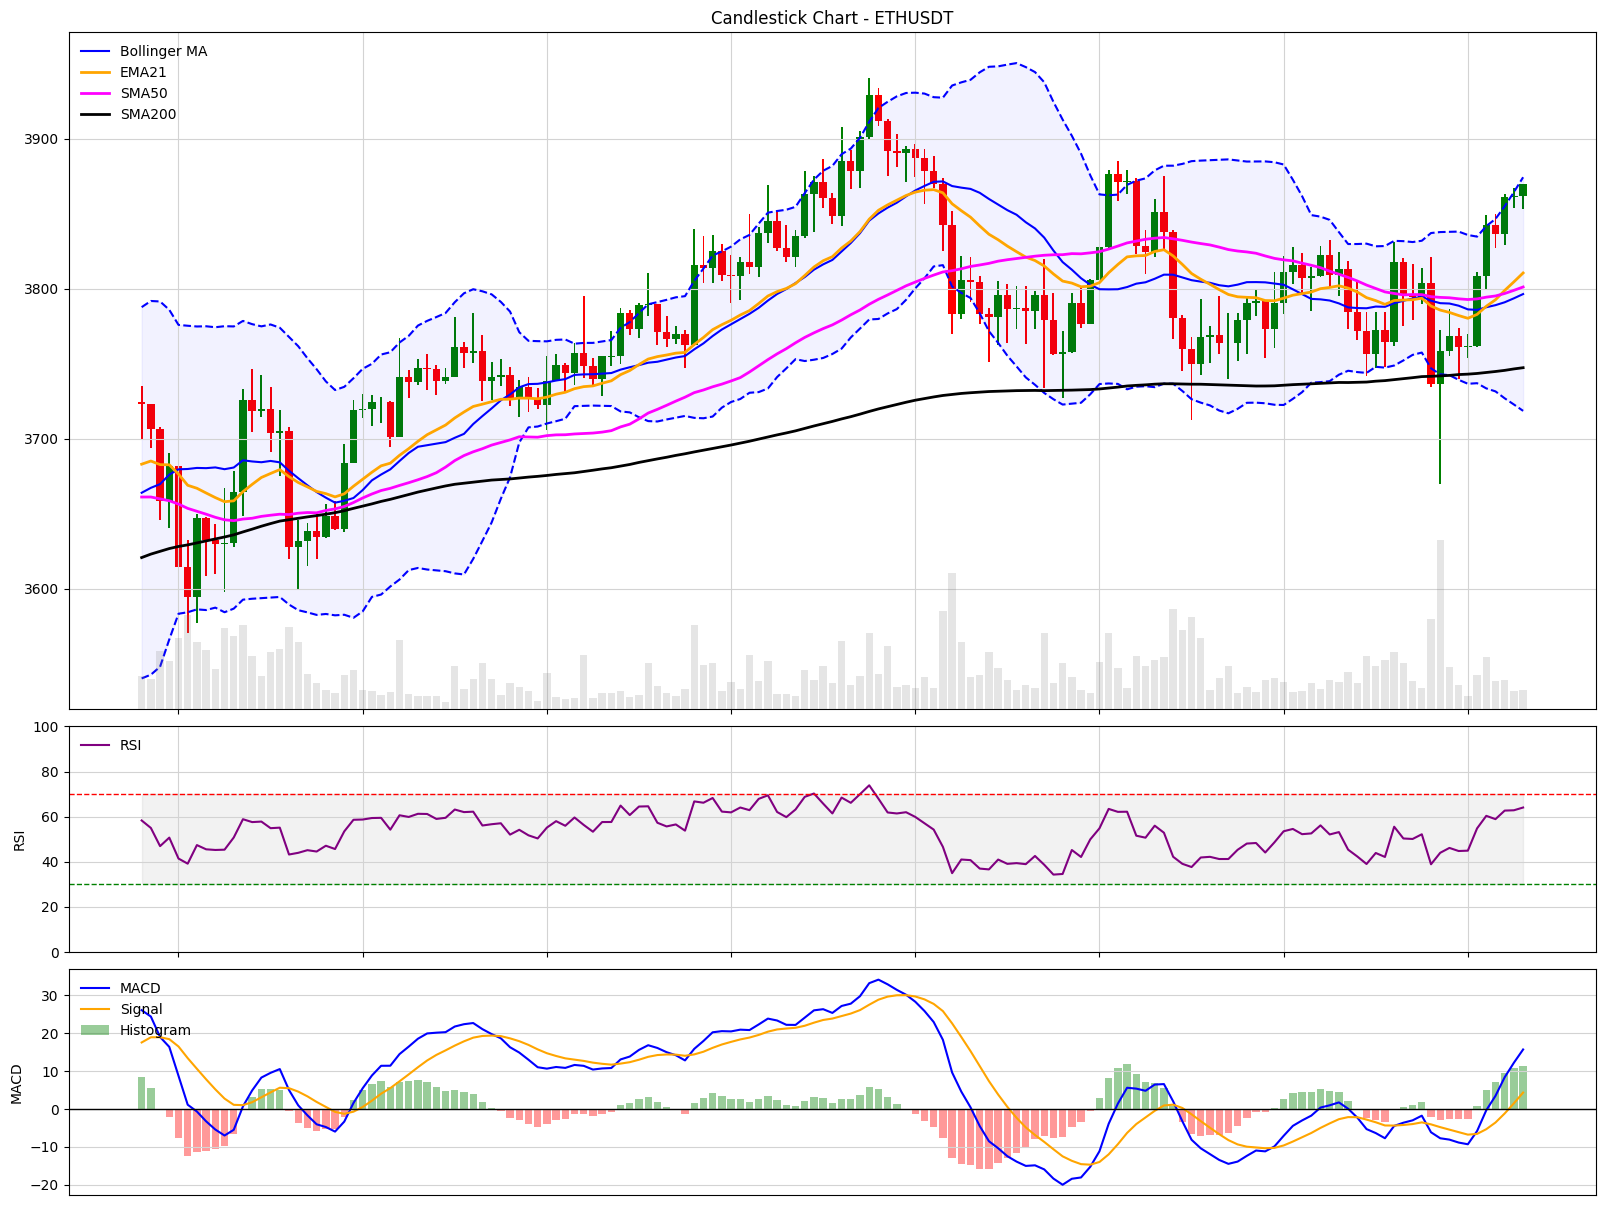 Candlestick Chart - ETHUSDT
Bollinger MA
EMA21
SMA50
SMA200
3900
3800
3700
3600
100
80
60
40
20
0
RSI
RSI
30
20
10
0
−10
−20
MACD
MACD
Signal
Histogram